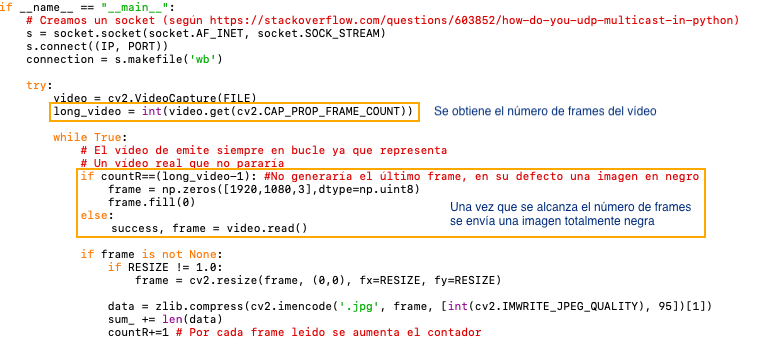 if __name__ == "__main__":
    # Creamos un socket (según https://stackoverflow.com/questions/603852/how-do-you-udp-multicast-in-python)
    s = socket.socket(socket.AF_INET, socket.SOCK_STREAM)
    s.connect((IP, PORT))
    connection = s.makefile('wb')

    try:
        video = cv2.VideoCapture(FILE)
        long_video = int(video.get(cv2.CAP_PROP_FRAME_COUNT)) Se obtiene el número de frames del video

        while True:
            # El vídeo de emite siempre en bucle ya que representa
            # Un vídeo real que no pararía
            if countR==(long_video-1): #No generaría el último frame, en su defecto una imagen en negro
                frame = np.zeros([1920,1080,3],dtype=np.uint8)
                frame.fill(0)
            else:
                success, frame = video.read()
Una vez que se alcanza el número de frames
se envía una imagen totalmente negra

            if frame is not None:
                if RESIZE != 1.0:
                    frame = cv2.resize(frame, (0,0), fx=RESIZE, fy=RESIZE)

                data = zlib.compress(cv2.imencode('.jpg', frame, [int(cv2.IMWRITE_JPEG_QUALITY), 95])[1])
                sum_ += len(data)
                countR+=1 # Por cada frame leido se aumenta el contador